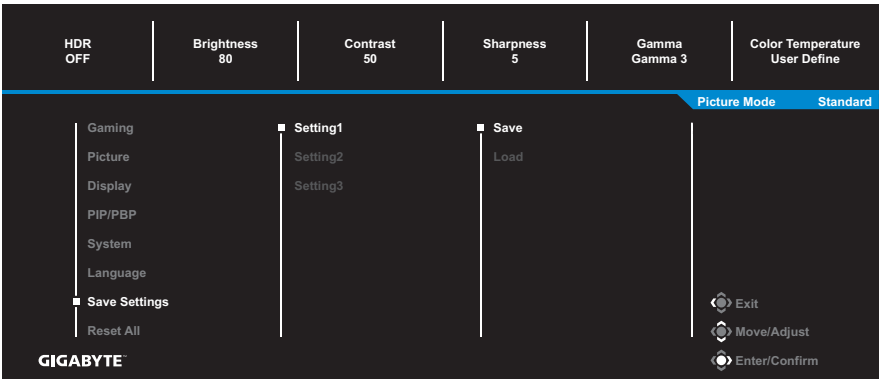 HDR
OFF
Brightness
80
Contrast
50
Sharpness
5
Gamma
Gamma 3
Color Temperature
User Define
Picture Mode Standard
Gaming
Picture
Display
PIP/PBP
System
Language
Save Settings
Reset All
Setting1
Setting2
Setting3
Save
Load
Exit
Move/Adjust
Enter/Confirm
GIGABYTE™